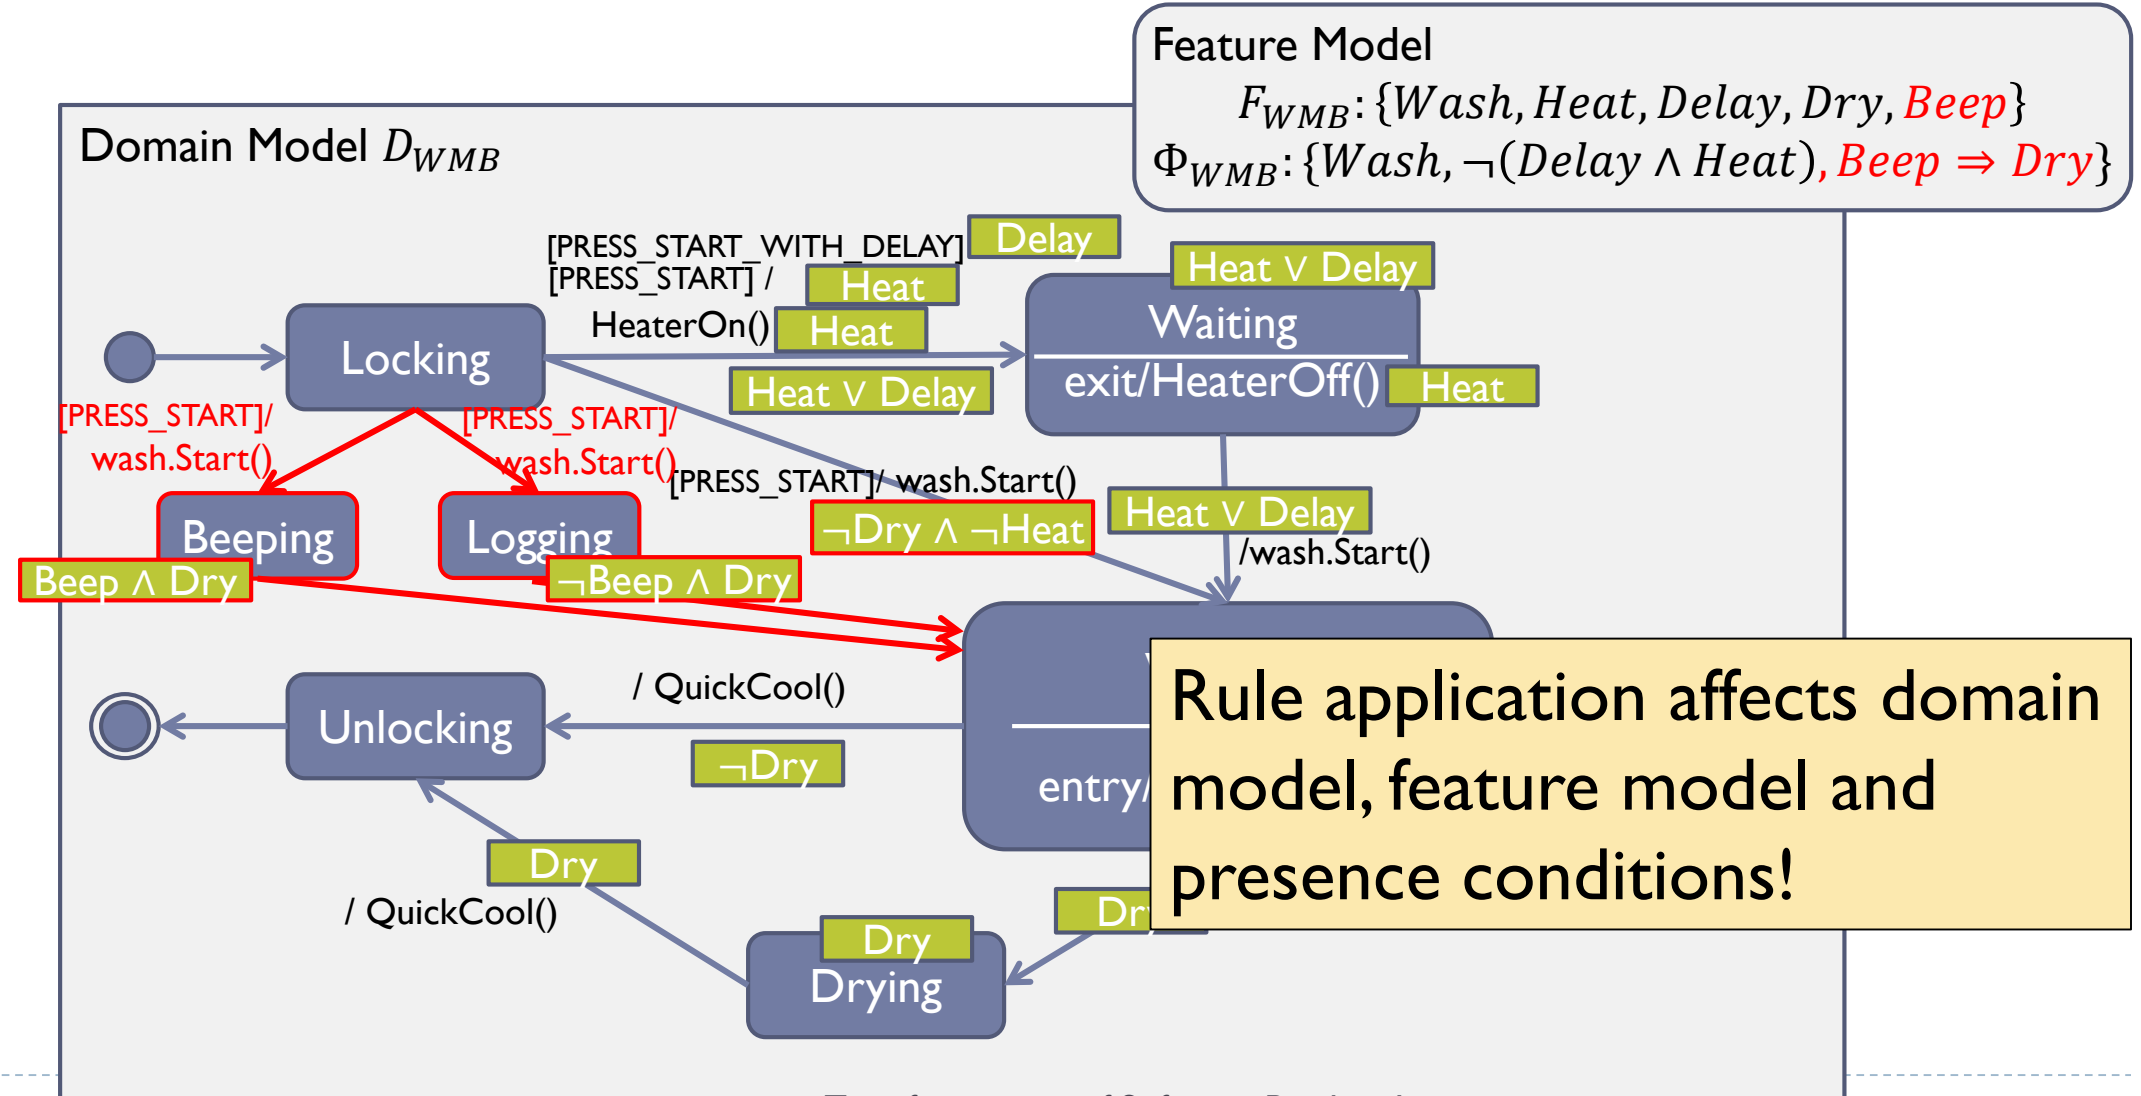 Feature Model
F_WMB: {Wash, Heat, Delay, Dry, Beep}
Φ_WMB: {Wash, ¬(Delay ∧ Heat), Beep ⇒ Dry}
Domain Model D_WMB
[PRESS_START_WITH_DELAY] Delay
[PRESS_START] / Heat
HeaterOn() Heat
Heat ∨ Delay
Heat ∨ Delay
Waiting
exit/HeaterOff() Heat
Locking
[PRESS_START]/
wash.Start()
[PRESS_START]/
wash.Start()
[PRESS_START]/ wash.Start()
¬Dry ∧ ¬Heat
Heat ∨ Delay
/wash.Start()
Beeping
Beep ∧ Dry
Logging
¬Beep ∧ Dry
Unlocking
/ QuickCool()
¬Dry
entry/
Dry
/ QuickCool()
Dry
Drying
Dry
Rule application affects domain
model, feature model and
presence conditions!